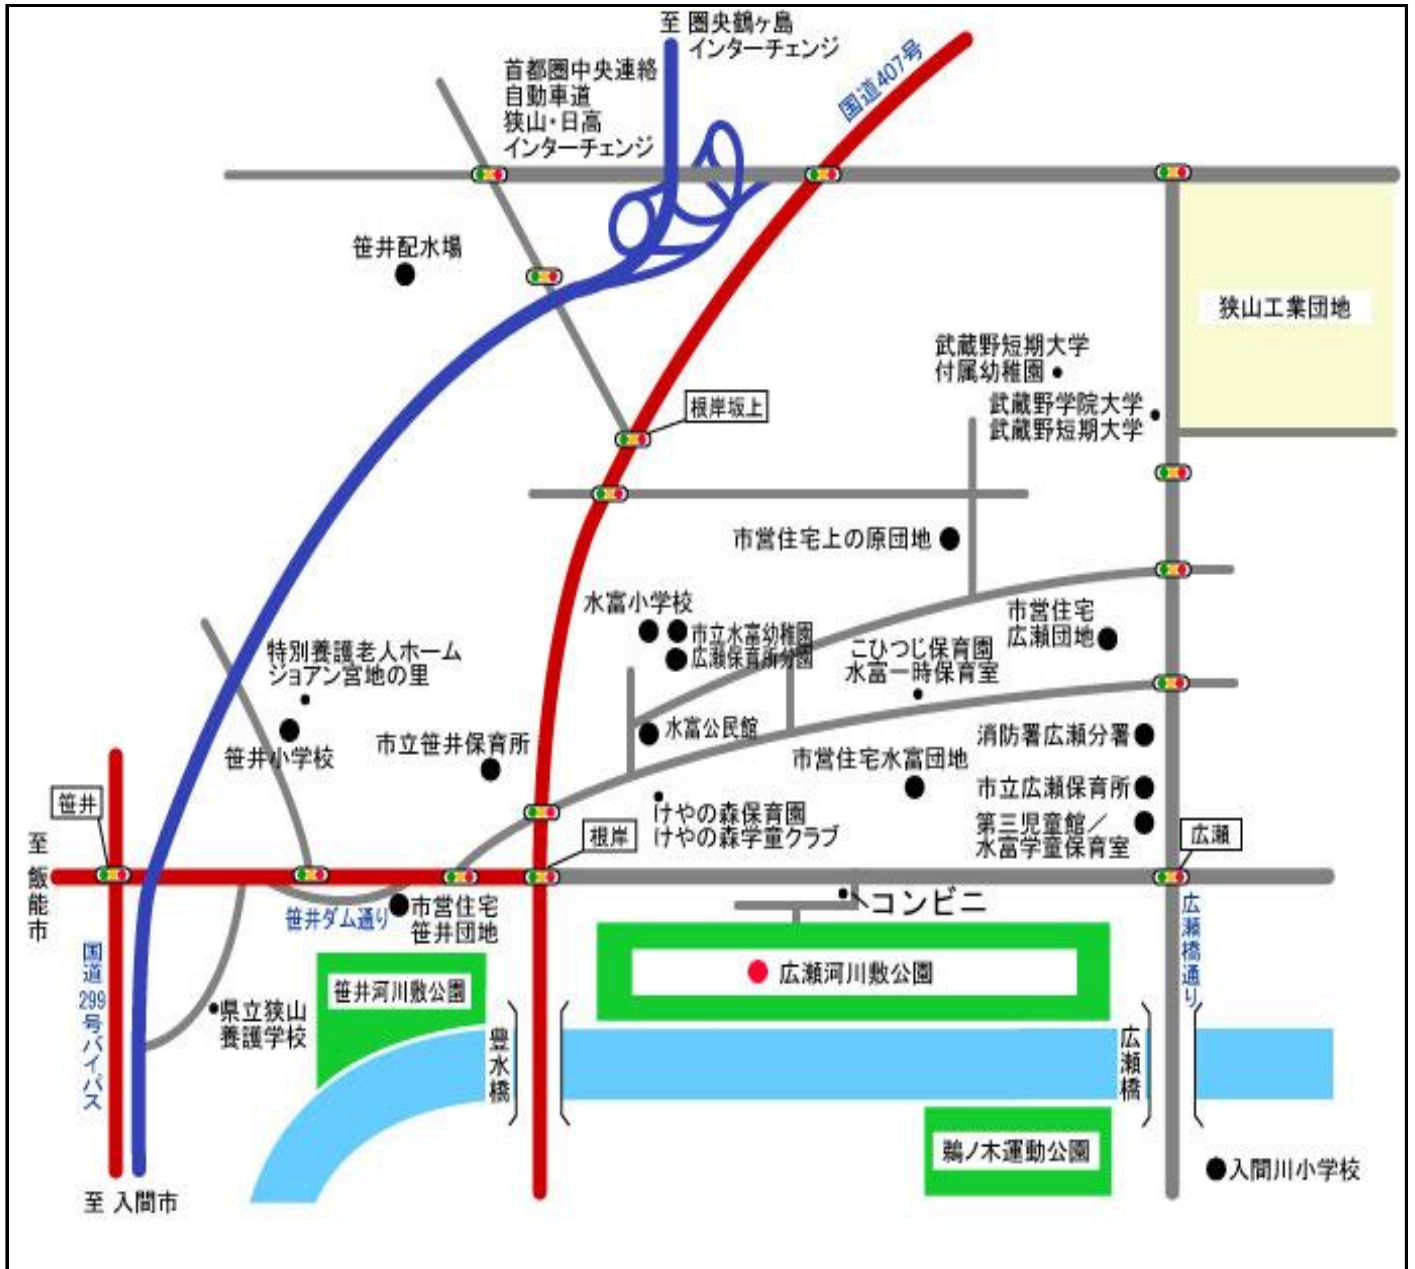 至 圏央鶴ヶ島
インターチェンジ
国道407号
首都圏中央連絡
自動車道
狭山・日高
インターチェンジ
笹井配水場
狭山工業団地
武蔵野短期大学
付属幼稚園
武蔵野学院大学
武蔵野短期大学
根岸坂上
市営住宅上の原団地
水富小学校
市立水富幼稚園
広瀬保育所分園
市営住宅
広瀬団地
こひつじ保育園
水富一時保育室
特別養護老人ホーム
ジョアン宮地の里
笹井小学校
市立笹井保育所
水富公民館
市営住宅水富団地
消防署広瀬分署
市立広瀬保育所
第三児童館／
水富学童保育室
けやの森保育園
けやの森学童クラブ
笹井
根岸
広瀬
至飯能市
笹井ダム通り
市営住宅
笹井団地
コンビニ
広瀬橋通り
国道299号バイパス
県立狭山
養護学校
笹井河川敷公園
広瀬河川敷公園
豊水橋
広瀬橋
鵜ノ木運動公園
入間川小学校
至 入間市